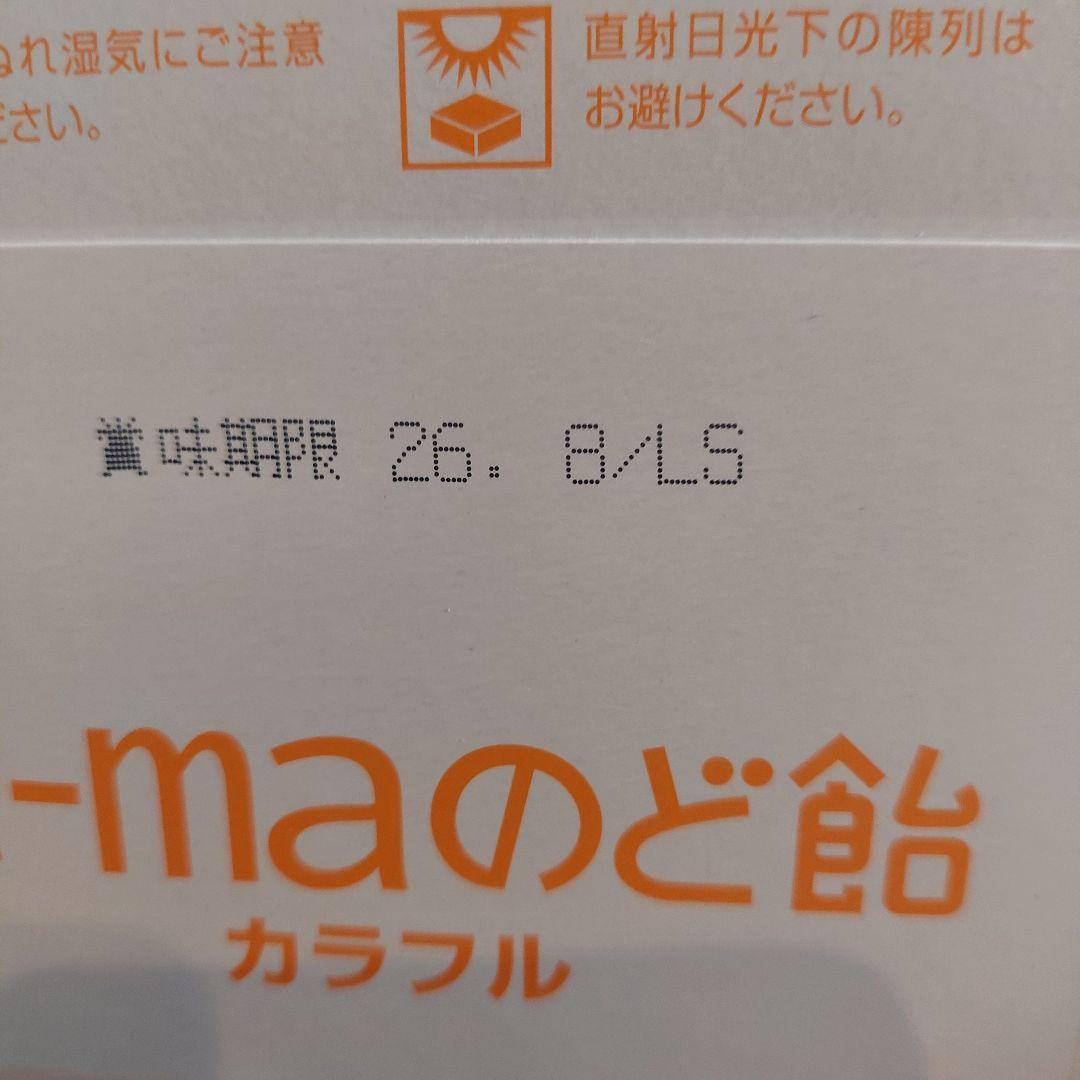 ぬれ湿気にご注意
ださい。
直射日光下の陳列は
お避けください。
賞味期限 26. 8/LS
-maのど飴
カラフル